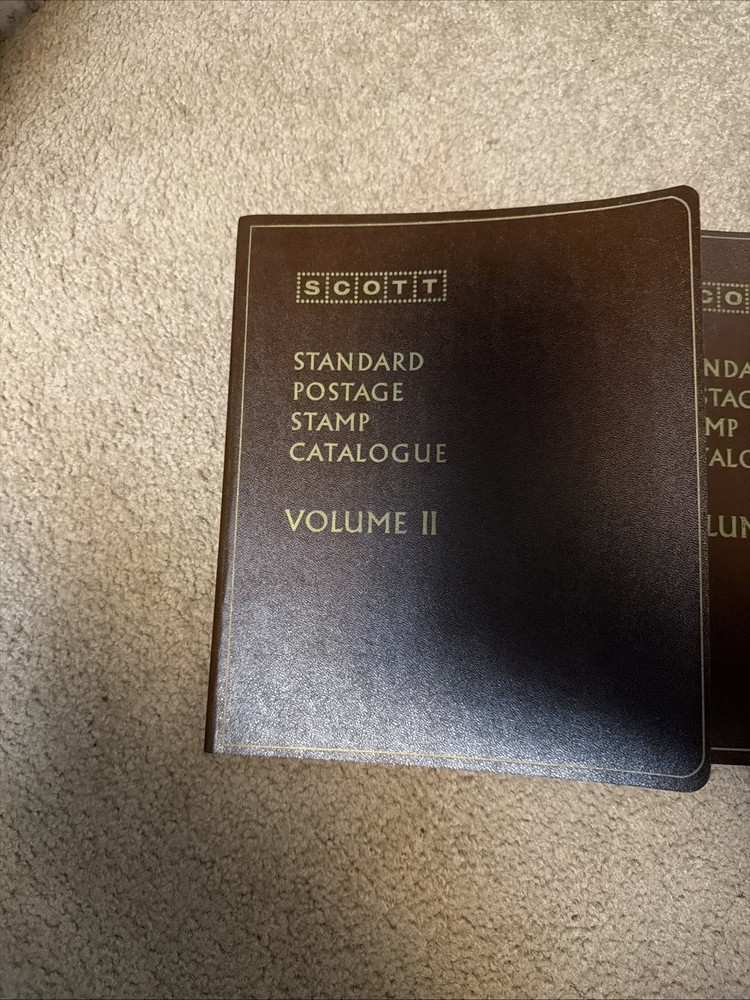 SCOTT
STANDARD
POSTAGE
STAMP
CATALOGUE
VOLUME II